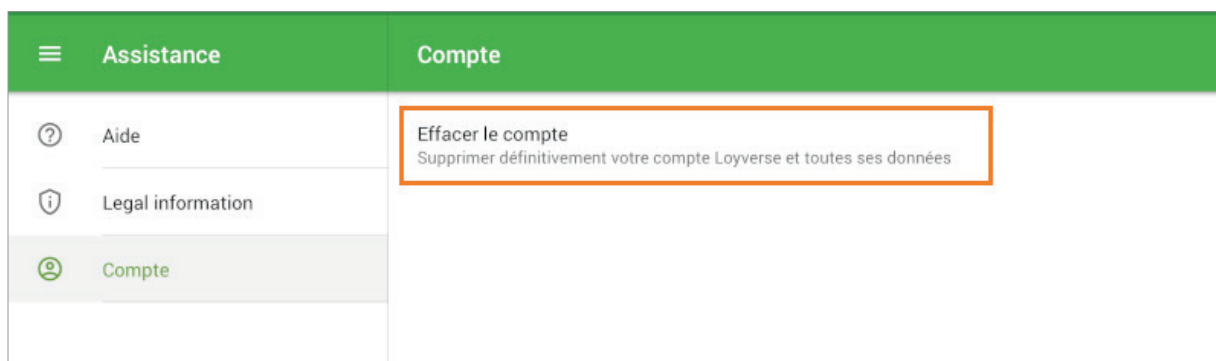 Assistance
Compte
Aide
Legal information
Compte
Effacer le compte
Supprimer définitivement votre compte Loyverse et toutes ses données